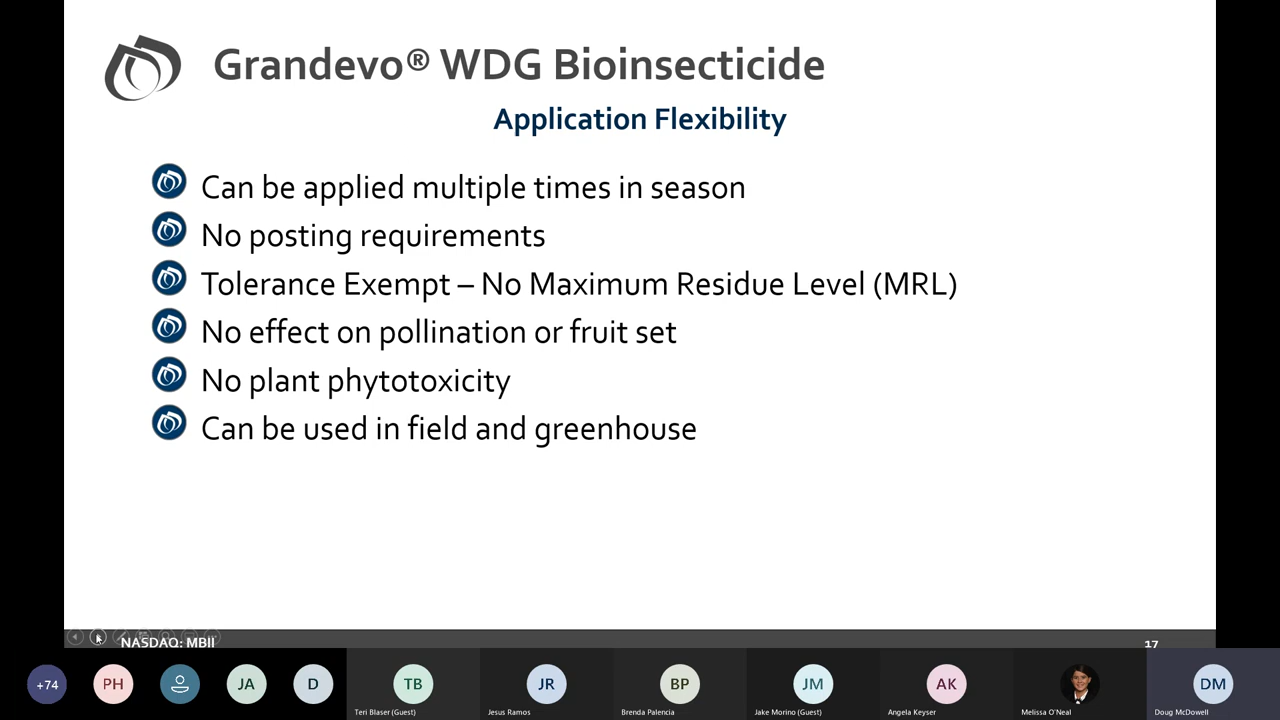 Grandevo® WDG Bioinsecticide
Application Flexibility
Can be applied multiple times in season
No posting requirements
Tolerance Exempt – No Maximum Residue Level (MRL)
No effect on pollination or fruit set
No plant phytotoxicity
Can be used in field and greenhouse
NASDAQ: MBII
17
+74
PH
JA
D
TB
JR
BP
JM
AK
DM
Teri Blaser (Guest)
Jesus Ramos
Brenda Palencia
Jake Morino (Guest)
Angela Keyser
Melissa O'Neal
Doug McDowell